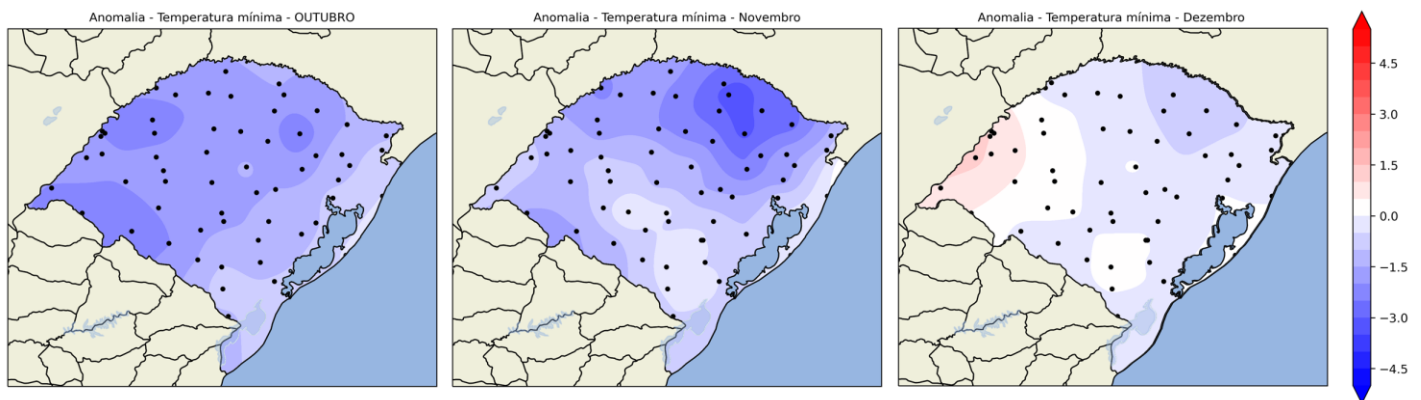 Anomalia - Temperatura mínima - OUTUBRO
Anomalia - Temperatura mínima - Novembro
Anomalia - Temperatura mínima - Dezembro
4.5
3.0
1.5
0.0
−1.5
−3.0
−4.5